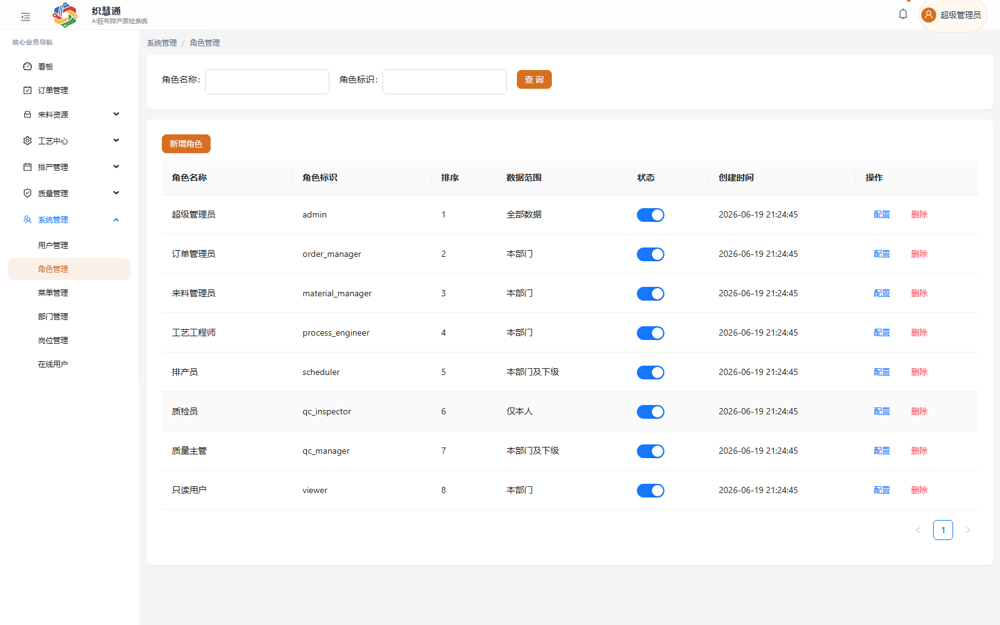 织慧通
AI胚布排产质检系统
超级管理员
核心业务导航
看板
订单管理
来料资源
工艺中心
排产管理
质量管理
系统管理
用户管理
角色管理
菜单管理
部门管理
岗位管理
在线用户
系统管理 / 角色管理
角色名称: 角色标识: 查 询
新增角色
角色名称 角色标识 排序 数据范围 状态 创建时间 操作
超级管理员 admin 1 全部数据 2026-06-19 21:24:45 配置 删除
订单管理员 order_manager 2 本部门 2026-06-19 21:24:45 配置 删除
来料管理员 material_manager 3 本部门 2026-06-19 21:24:45 配置 删除
工艺工程师 process_engineer 4 本部门 2026-06-19 21:24:45 配置 删除
排产员 scheduler 5 本部门及下级 2026-06-19 21:24:45 配置 删除
质检员 qc_inspector 6 仅本人 2026-06-19 21:24:45 配置 删除
质量主管 qc_manager 7 本部门及下级 2026-06-19 21:24:45 配置 删除
只读用户 viewer 8 本部门 2026-06-19 21:24:45 配置 删除
< 1 >